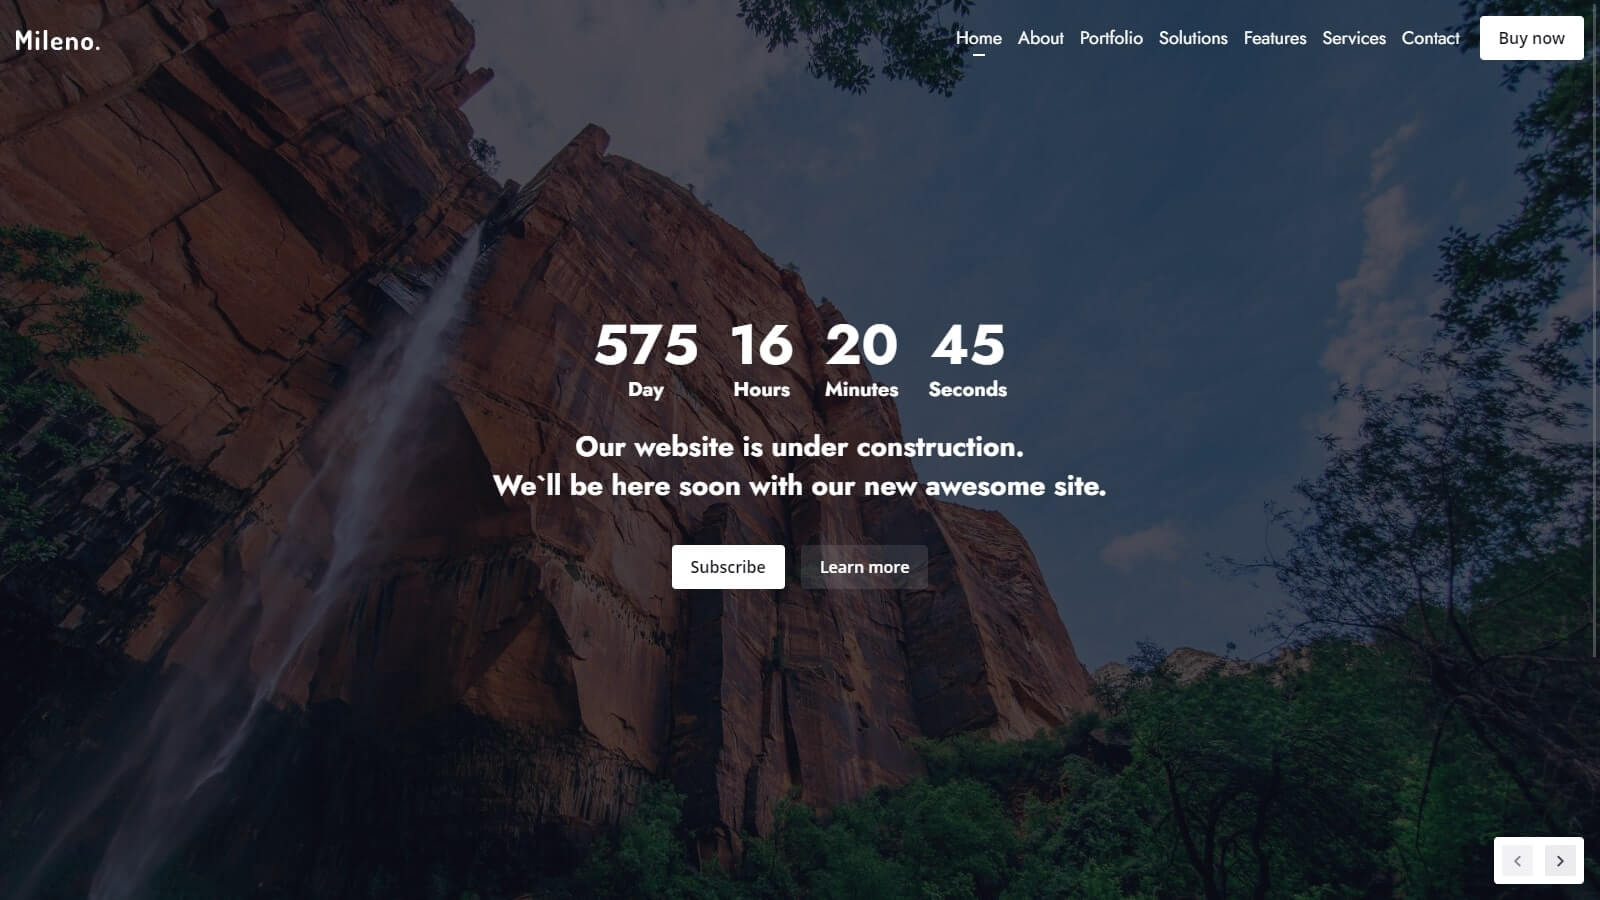 Mileno.
Home About Portfolio Solutions Features Services Contact Buy now
575 16 20 45
Day Hours Minutes Seconds
Our website is under construction.
We`ll be here soon with our new awesome site.
Subscribe Learn more